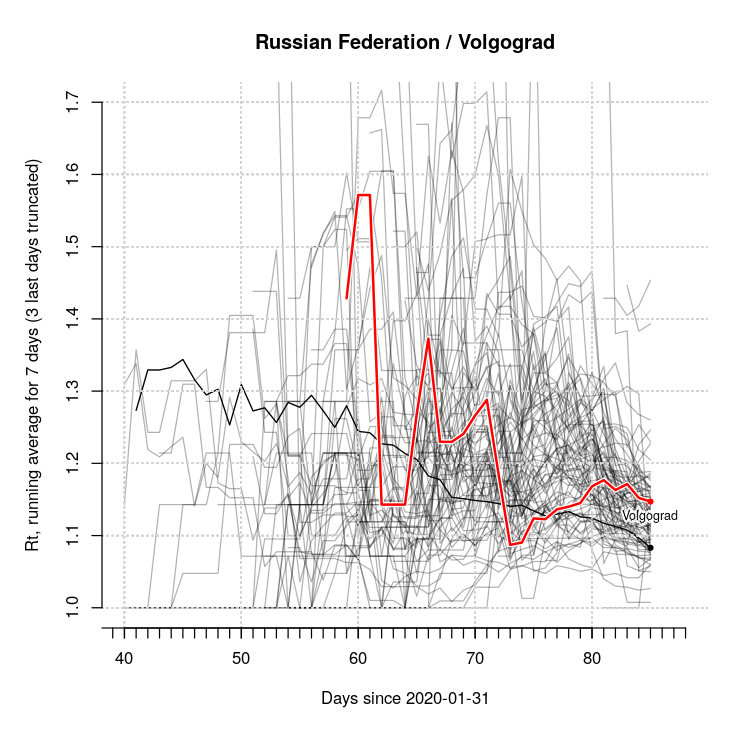 Russian Federation / Volgograd
Rt, running average for 7 days (3 last days truncated)
1.7
1.6
1.5
1.4
1.3
1.2
1.1
1.0
Volgograd
40 50 60 70 80
Days since 2020-01-31